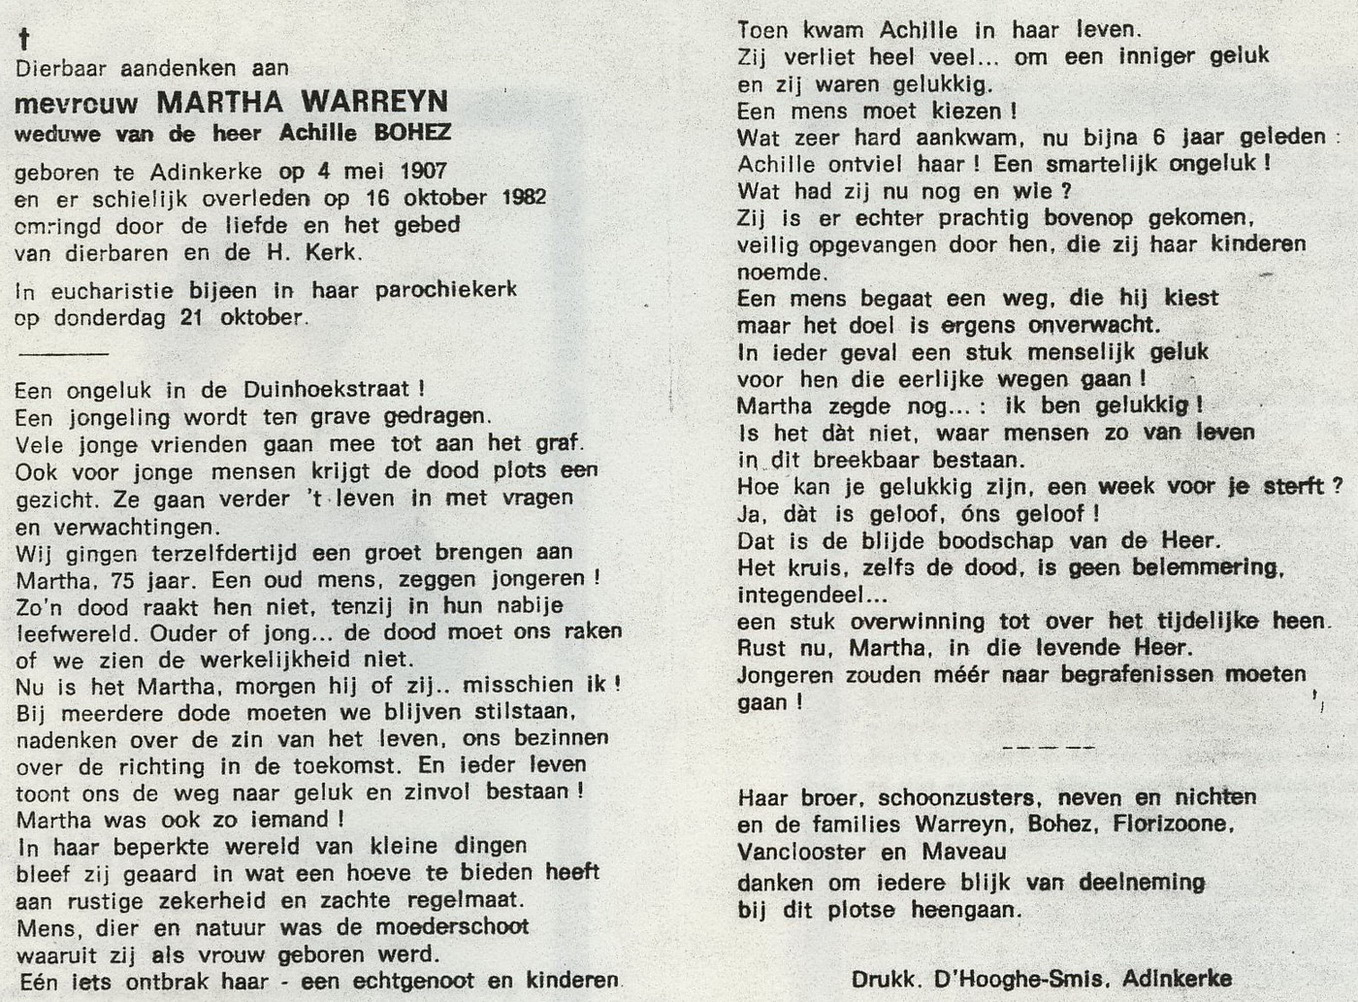 †
Dierbaar aandenken aan
mevrouw MARTHA WARREYN
weduwe van de heer Achille BOHEZ
geboren te Adinkerke op 4 mei 1907
en er schielijk overleden op 16 oktober 1982
omringd door de liefde en het gebed
van dierbaren en de H. Kerk.
In eucharistie bijeen in haar parochiekerk
op donderdag 21 oktober.
Een ongeluk in de Duinhoekstraat !
Een jongeling wordt ten grave gedragen.
Vele jonge vrienden gaan mee tot aan het graf.
Ook voor jonge mensen krijgt de dood plots een
gezicht. Ze gaan verder 't leven in met vragen
en verwachtingen.
Wij gingen terzelfdertijd een groet brengen aan
Martha, 75 jaar. Een oud mens, zeggen jongeren !
Zo'n dood raakt hen niet, tenzij in hun nabije
leefwereld. Ouder of jong... de dood moet ons raken
of we zien de werkelijkheid niet.
Nu is het Martha, morgen hij of zij.. misschien ik !
Bij meerdere dode moeten we blijven stilstaan,
nadenken over de zin van het leven, ons bezinnen
over de richting in de toekomst. En ieder leven
toont ons de weg naar geluk en zinvol bestaan !
Martha was ook zo iemand !
In haar beperkte wereld van kleine dingen
bleef zij geaard in wat een hoeve te bieden heeft
aan rustige zekerheid en zachte regelmaat.
Mens, dier en natuur was de moederschoot
waaruit zij als vrouw geboren werd.
Eén iets ontbrak haar - een echtgenoot en kinderen.
Toen kwam Achille in haar leven.
Zij verliet heel veel... om een inniger geluk
en zij waren gelukkig.
Een mens moet kiezen !
Wat zeer hard aankwam, nu bijna 6 jaar geleden :
Achille ontviel haar ! Een smartelijk ongeluk !
Wat had zij nu nog en wie ?
Zij is er echter prachtig bovenop gekomen,
veilig opgevangen door hen, die zij haar kinderen
noemde.
Een mens begaat een weg, die hij kiest
maar het doel is ergens onverwacht.
In ieder geval een stuk menselijk geluk
voor hen die eerlijke wegen gaan !
Martha zegde nog... : ik ben gelukkig !
Is het dàt niet, waar mensen zo van leven
in dit breekbaar bestaan.
Hoe kan je gelukkig zijn, een week voor je sterft ?
Ja, dàt is geloof, óns geloof !
Dat is de blijde boodschap van de Heer.
Het kruis, zelfs de dood, is geen belemmering,
integendeel...
een stuk overwinning tot over het tijdelijke heen.
Rust nu, Martha, in die levende Heer.
Jongeren zouden méér naar begrafenissen moeten
gaan !
Haar broer, schoonzusters, neven en nichten
en de families Warreyn, Bohez, Florizoone,
Vanclooster en Maveau
danken om iedere blijk van deelneming
bij dit plotse heengaan.
Drukk. D'Hooghe-Smis, Adinkerke